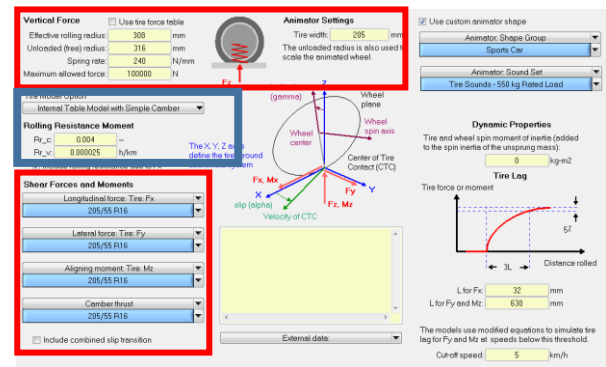 Vertical Force
Use tire force table
Effective rolling radius: 308 mm
Unloaded (free) radius: 316 mm
Spring rate: 240 N/mm
Maximum allowed force: 100000 N
Fz
Animator Settings
Tire width: 205 mm
The unloaded radius is also used t
scale the animated wheel.
Use custom animator shape
Animator: Shape Group
Sports Car
Animator: Sound Set
Tire Sounds - 550 kg Rated Load
Tire Model Option
Internal Table Model with Simple Camber
Rolling Resistance Moment
Rr_c: 0.004 --
Rr_v: 0.000025 h/km
The X, Y, Z axes
define the tire ground
(gamma)
Z
Wheel
plane
Wheel
spin axis
Wheel
center
Center of Tire
Contact (CTC)
Fx, Mx
X
Fy
Y
Fz, Mz
slip (alpha)
Velocity of CTC
Shear Forces and Moments
Longitudinal force: Tire: Fx
205/55 R16
Lateral force: Tire: Fy
205/55 R16
Aligning moment: Tire: Mz
205/55 R16
Camber thrust
205/55 R16
Include combined slip transition
External data:
Dynamic Properties
Tire and wheel spin moment of inertia (added
to the spin inertia of the unsprung mass):
0 kg-m2
Tire Lag
Tire force or moment
5%
3L
Distance rolled
L for Fx: 32 mm
L for Fy and Mz: 630 mm
The models use modified equations to simulate tire
lag for Fy and Mz at speeds below this threshold.
Cut-off speed: 5 km/h